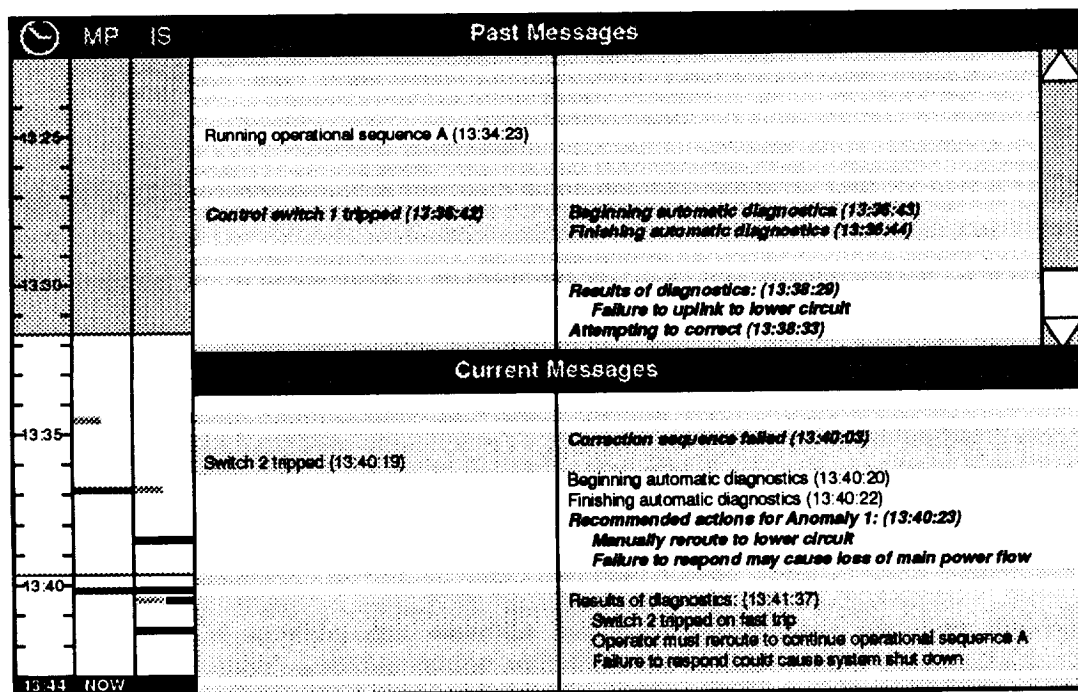 MP IS Past Messages
13:25
Running operational sequence A (13:34:23)
Control switch 1 tripped (13:36:42) Beginning automatic diagnostics (13:36:43)
Finishing automatic diagnostics (13:36:44)
13:30
Results of diagnostics: (13:38:29)
Failure to uplink to lower circuit
Attempting to correct (13:38:33)
Current Messages
13:35
Correction sequence failed (13:40:03)
Switch 2 tripped (13:40:19)
Beginning automatic diagnostics (13:40:20)
Finishing automatic diagnostics (13:40:22)
Recommended actions for Anomaly 1: (13:40:23)
Manually reroute to lower circuit
Failure to respond may cause loss of main power flow
13:40
Results of diagnostics: (13:41:37)
Switch 2 tripped on fast trip
Operator must reroute to continue operational sequence A
Failure to respond could cause system shut down
13:44 NOW